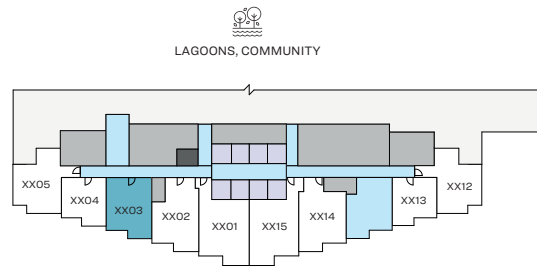 LAGOONS, COMMUNITY
XX05
XX04
XX03
XX02
XX01
XX15
XX14
XX13
XX12